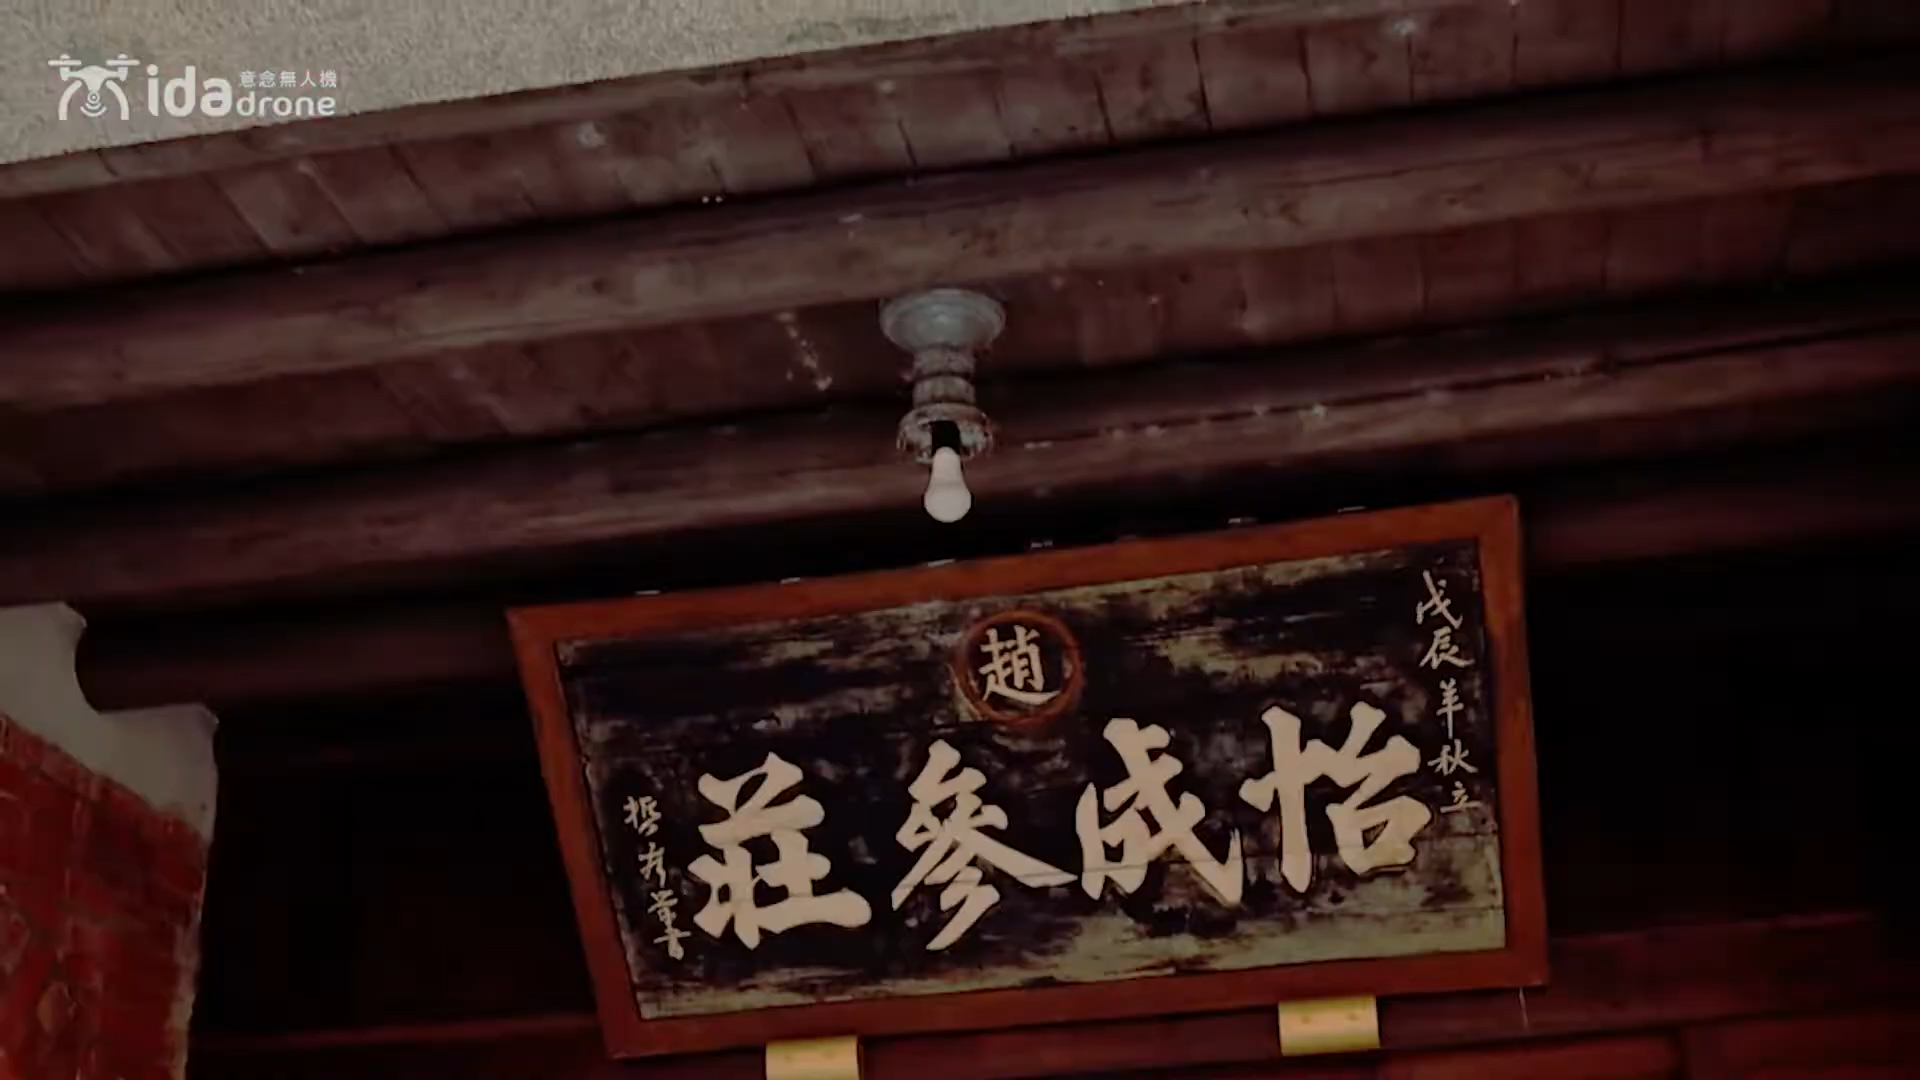 ida 意念無人機
drone
趙
戊辰年秋立
怡成參莊